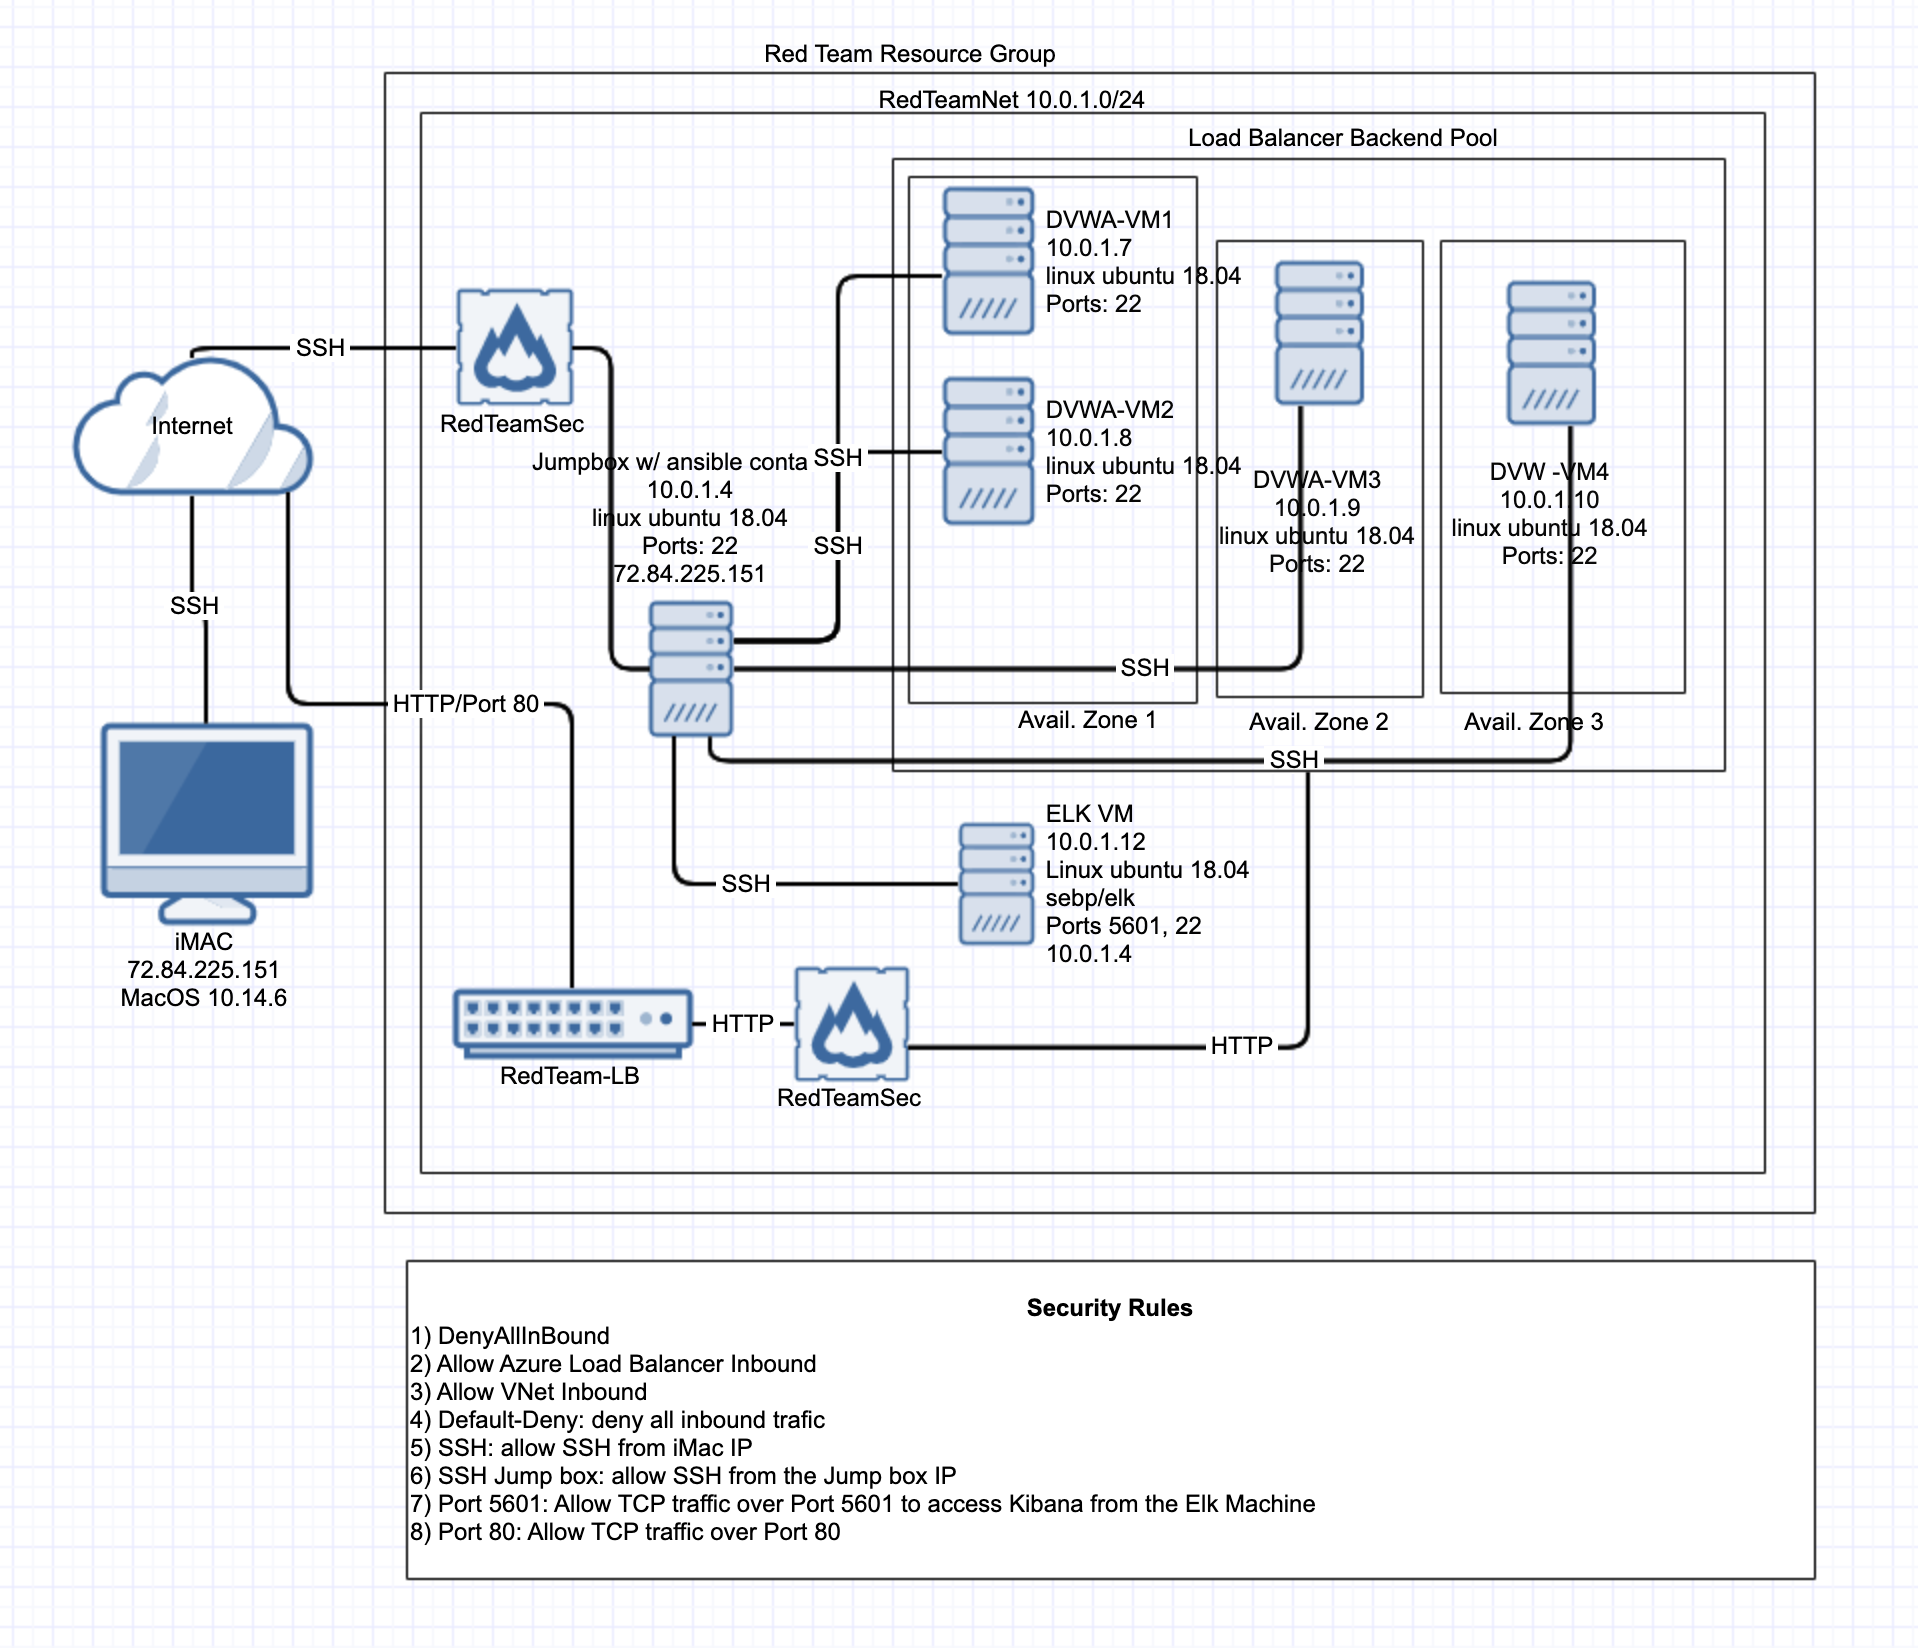 Red Team Resource Group
RedTeamNet 10.0.1.0/24
Load Balancer Backend Pool
DVWA-VM1
10.0.1.7
linux ubuntu 18.04
Ports: 22
DVWA-VM2
10.0.1.8
linux ubuntu 18.04
Ports: 22
DVWA-VM3
10.0.1.9
linux ubuntu 18.04
Ports: 22
DVW -VM4
10.0.1.10
linux ubuntu 18.04
Ports: 22
SSH
RedTeamSec
Internet
Jumpbox w/ ansible conta
10.0.1.4
linux ubuntu 18.04
Ports: 22
72.84.225.151
SSH
SSH
SSH
SSH
HTTP/Port 80
Avail. Zone 1
Avail. Zone 2
Avail. Zone 3
SSH
ELK VM
10.0.1.12
Linux ubuntu 18.04
sebp/elk
Ports 5601, 22
10.0.1.4
SSH
iMAC
72.84.225.151
MacOS 10.14.6
HTTP
HTTP
RedTeam-LB
RedTeamSec
Security Rules
1) DenyAllInBound
2) Allow Azure Load Balancer Inbound
3) Allow VNet Inbound
4) Default-Deny: deny all inbound trafic
5) SSH: allow SSH from iMac IP
6) SSH Jump box: allow SSH from the Jump box IP
7) Port 5601: Allow TCP traffic over Port 5601 to access Kibana from the Elk Machine
8) Port 80: Allow TCP traffic over Port 80